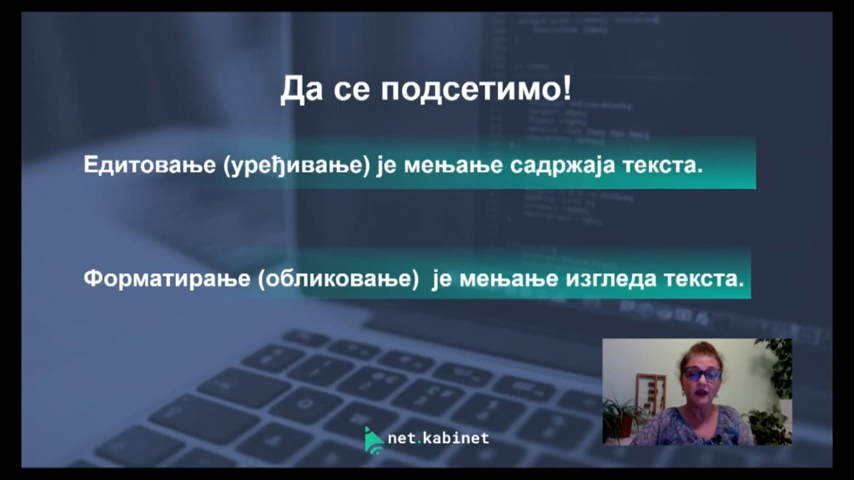 Да се подсетимо!
Едитовање (уређивање) је мењање садржаја текста.
Форматирање (обликовање) је мењање изгледа текста.
net.kabinet